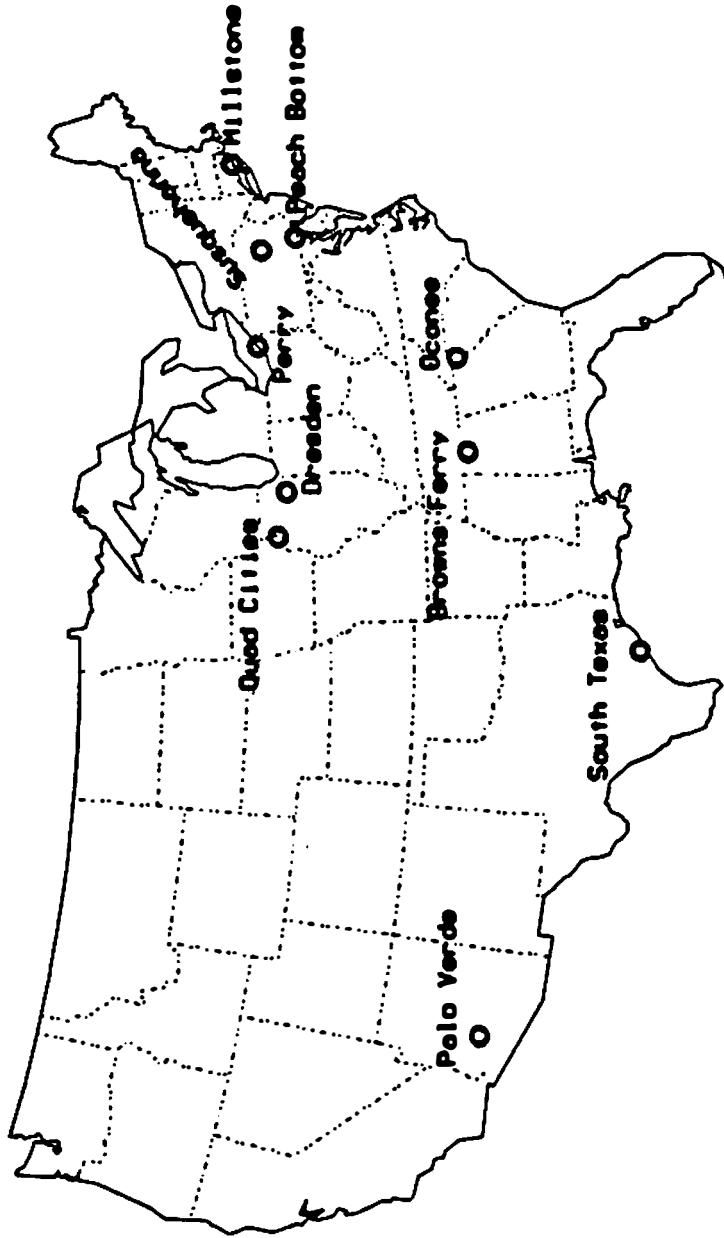 Susquehanna
Millstone
Peach Bottom
Perry
Dresden
Quad Cities
Oconee
Browns Ferry
South Texas
Palo Verde